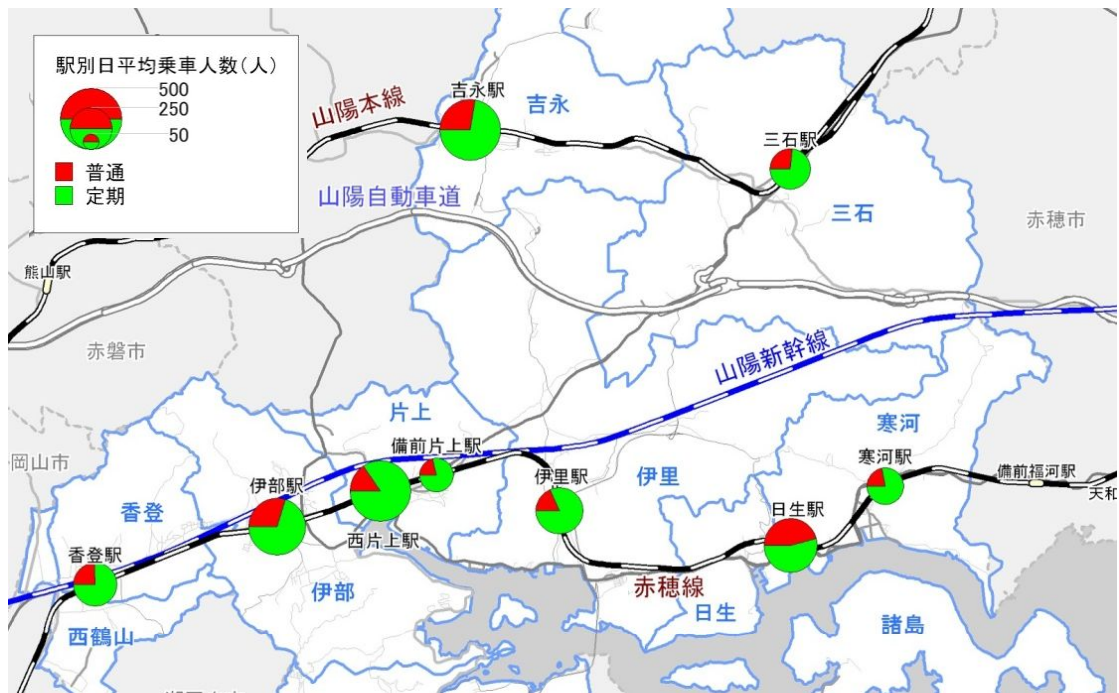 駅別日平均乗車人数(人)
500
250
50
普通
定期
山陽本線
吉永駅
吉永
三石駅
三石
山陽自動車道
赤穂市
熊山駅
赤磐市
山陽新幹線
片上
備前片上駅
寒河
岡山市
伊部駅
伊里駅
伊里
寒河駅
備前福河駅
天和
香登
日生駅
香登駅
西片上駅
伊部
赤穂線
日生
西鶴山
諸島